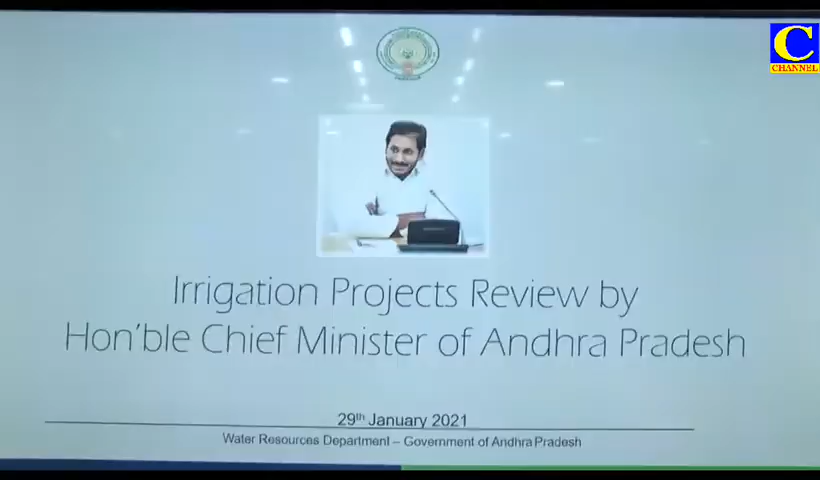 C
CHANNEL
Irrigation Projects Review by
Hon'ble Chief Minister of Andhra Pradesh
29th January 2021
Water Resources Department – Government of Andhra Pradesh